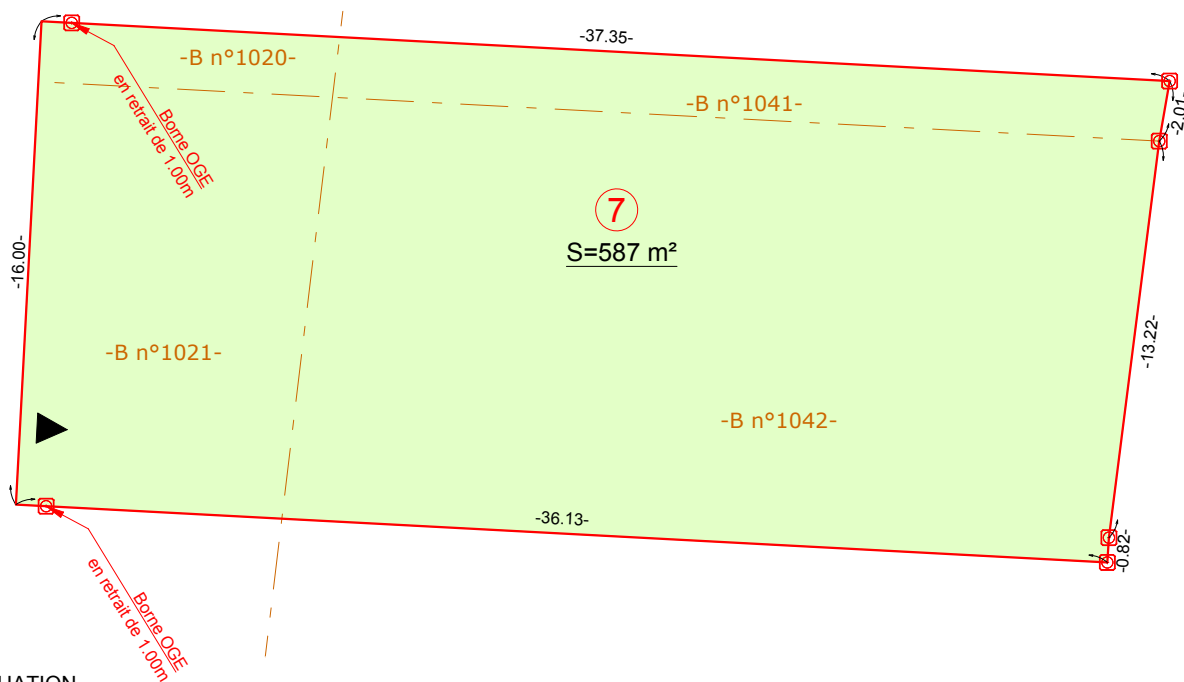 -37.35-
-B n°1020-
Borne OGE
en retrait de 1.00m
-B n°1041-
-2.01-
7
S=587 m²
-16.00-
-13.22-
-B n°1021-
-B n°1042-
-36.13-
-0.82-
Borne OGE
en retrait de 1.00m